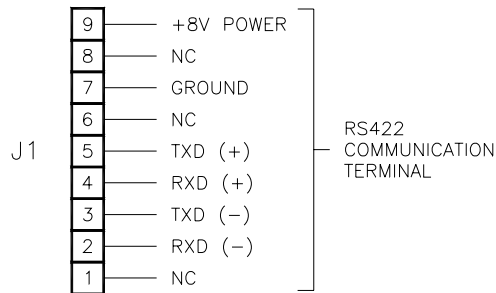 9 +8V POWER
8 NC
7 GROUND
6 NC
J1
5 TXD (+)
4 RXD (+)
3 TXD (−)
2 RXD (−)
1 NC
RS422
COMMUNICATION
TERMINAL